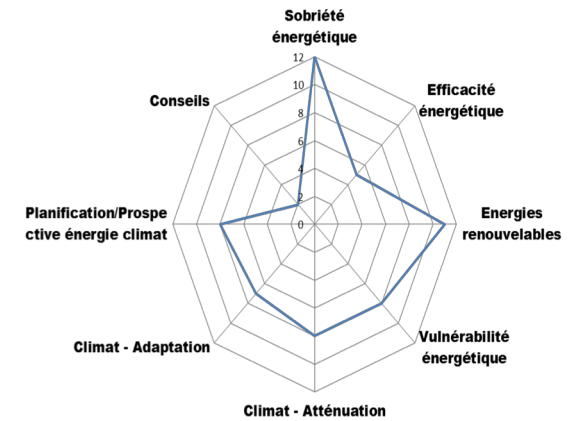 Sobriété
énergétique
12
10
8
6
4
2
0
Efficacité
énergétique
Energies
renouvelables
Vulnérabilité
énergétique
Climat - Atténuation
Climat - Adaptation
Planification/Prospe
ctive énergie climat
Conseils